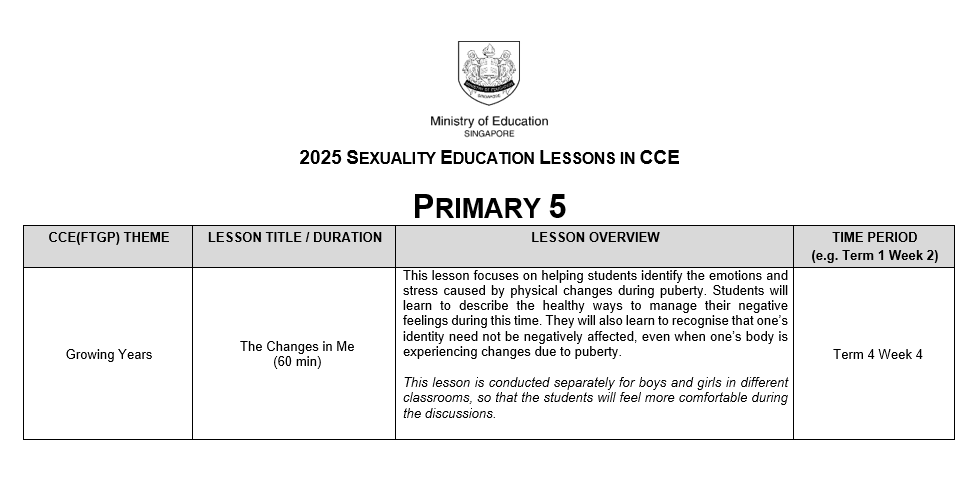 Ministry of Education
SINGAPORE
2025 SEXUALITY EDUCATION LESSONS IN CCE
PRIMARY 5
CCE(FTGP) THEME
LESSON TITLE / DURATION
LESSON OVERVIEW
TIME PERIOD
(e.g. Term 1 Week 2)
Growing Years
The Changes in Me
(60 min)
This lesson focuses on helping students identify the emotions and
stress caused by physical changes during puberty. Students will
learn to describe the healthy ways to manage their negative
feelings during this time. They will also learn to recognise that one’s
identity need not be negatively affected, even when one’s body is
experiencing changes due to puberty.
This lesson is conducted separately for boys and girls in different
classrooms, so that the students will feel more comfortable during
the discussions.
Term 4 Week 4